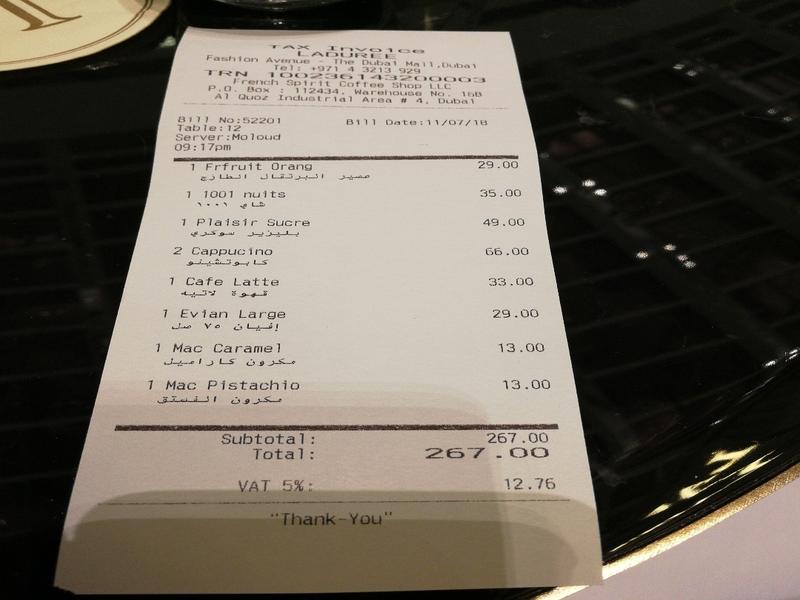 TAX Invoice
LADUREE
Fashion Avenue - The Dubai Mall,Dubai
Tel: +971 4 3213 929
TRN 100236143200003
French Spirit Coffee Shop LLC
P.O. Box : 112434, Warehouse No. 16B
Al Quoz Industrial Area # 4, Dubai
Bill No:52201 Bill Date:11/07/18
Table:12
Server:Moloud
09:17pm
1 Frfruit Orang 29.00
عصير البرتقال الطازج
1 1001 nuits 35.00
شاي ١٠٠١
1 Plaisir Sucre 49.00
بليزير سوكري
2 Cappucino 66.00
كابوتشينو
1 Cafe Latte 33.00
قهوة لاتيه
1 Evian Large 29.00
إفيان ٧٥ صل
1 Mac Caramel 13.00
مكرون كاراميل
1 Mac Pistachio 13.00
مكرون الفستق
Subtotal: 267.00
Total: 267.00
VAT 5%: 12.76
"Thank-You"